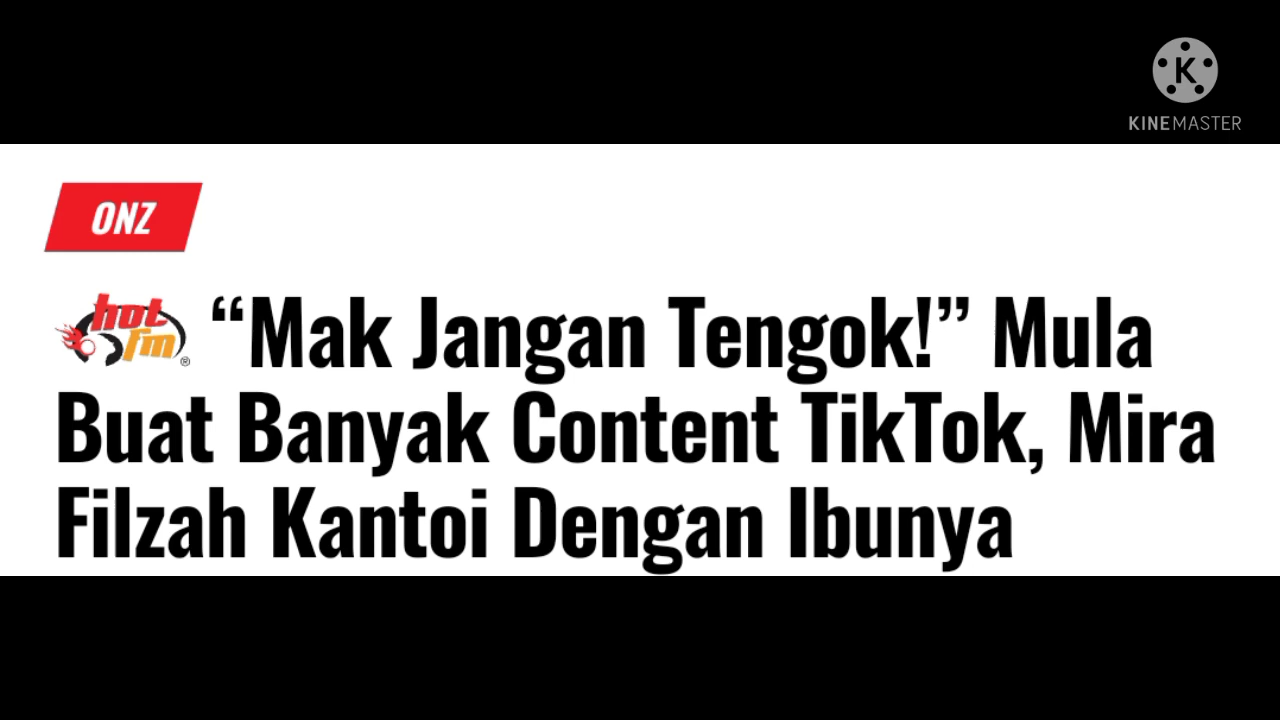 K
KINEMASTER
ONZ
hot fm ® “Mak Jangan Tengok!” Mula
Buat Banyak Content TikTok, Mira
Filzah Kantoi Dengan Ibunya